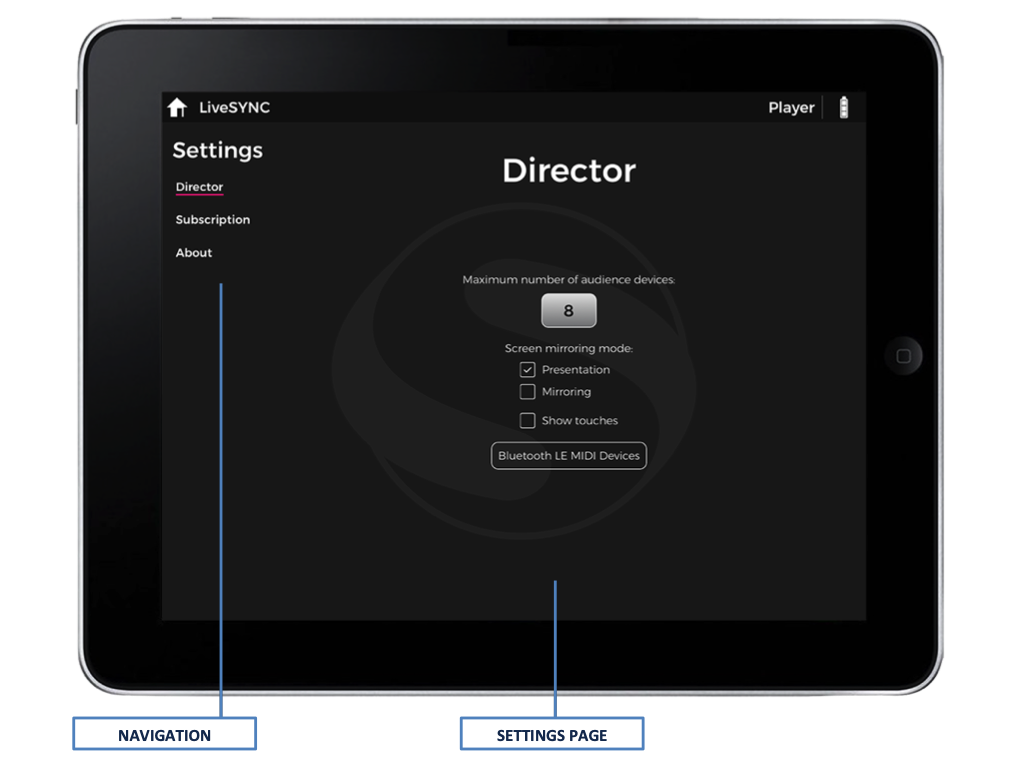 LiveSYNC
Player
Settings
Director
Subscription
About
Director
Maximum number of audience devices:
8
Screen mirroring mode:
Presentation
Mirroring
Show touches
Bluetooth LE MIDI Devices
NAVIGATION
SETTINGS PAGE